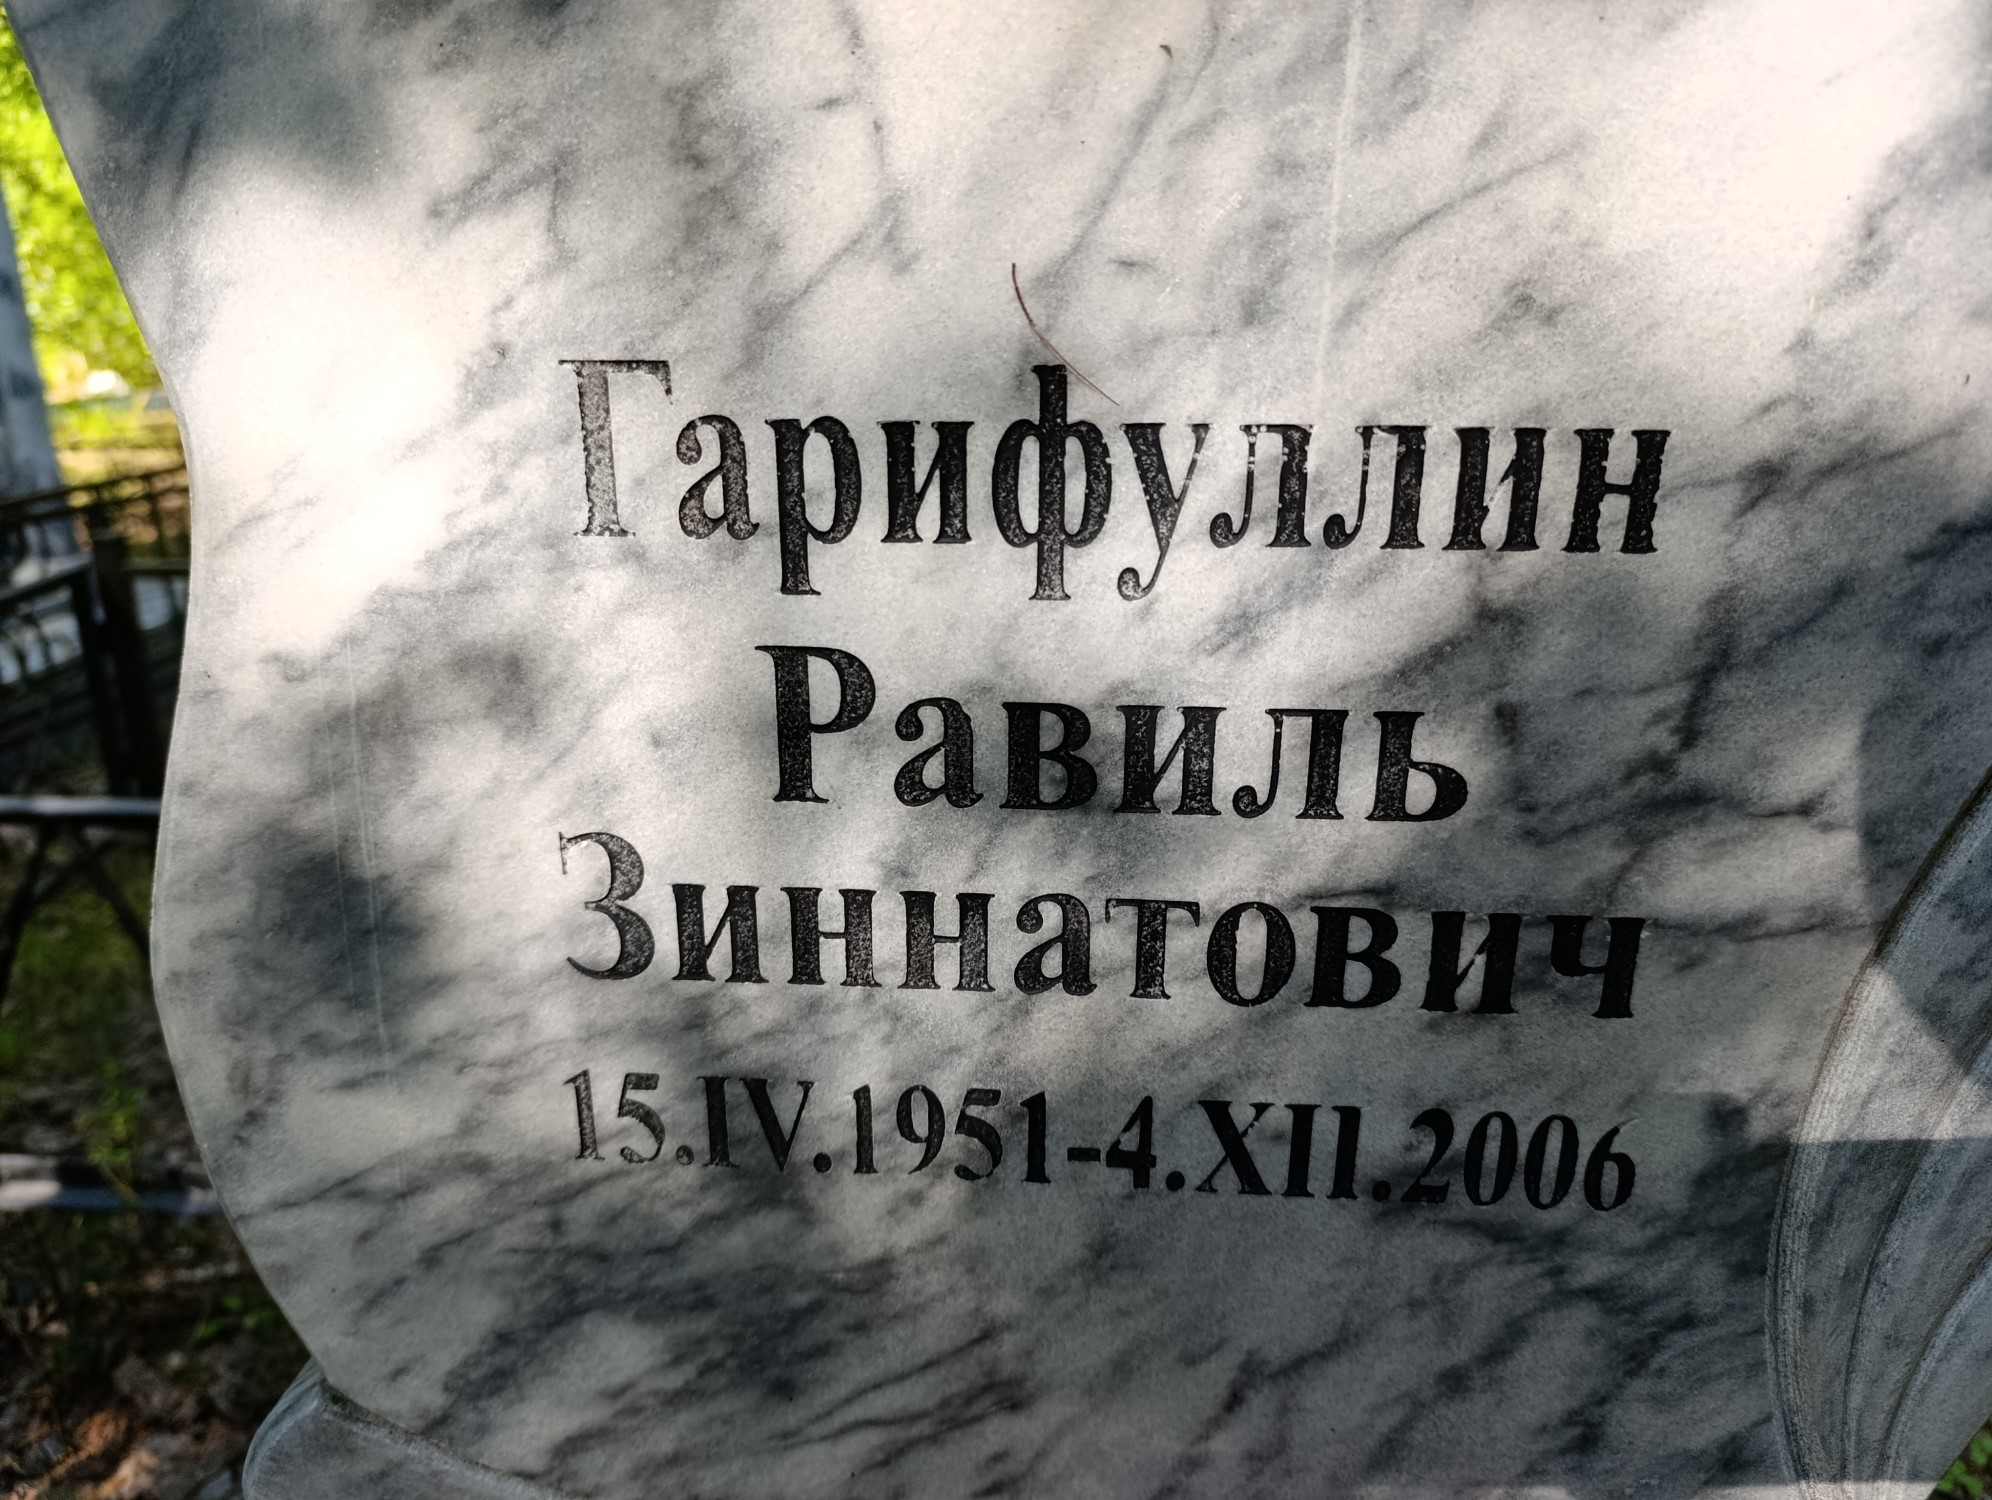 Гарифуллин
Равиль
Зиннатович
15.IV.1951-4.XII.2006